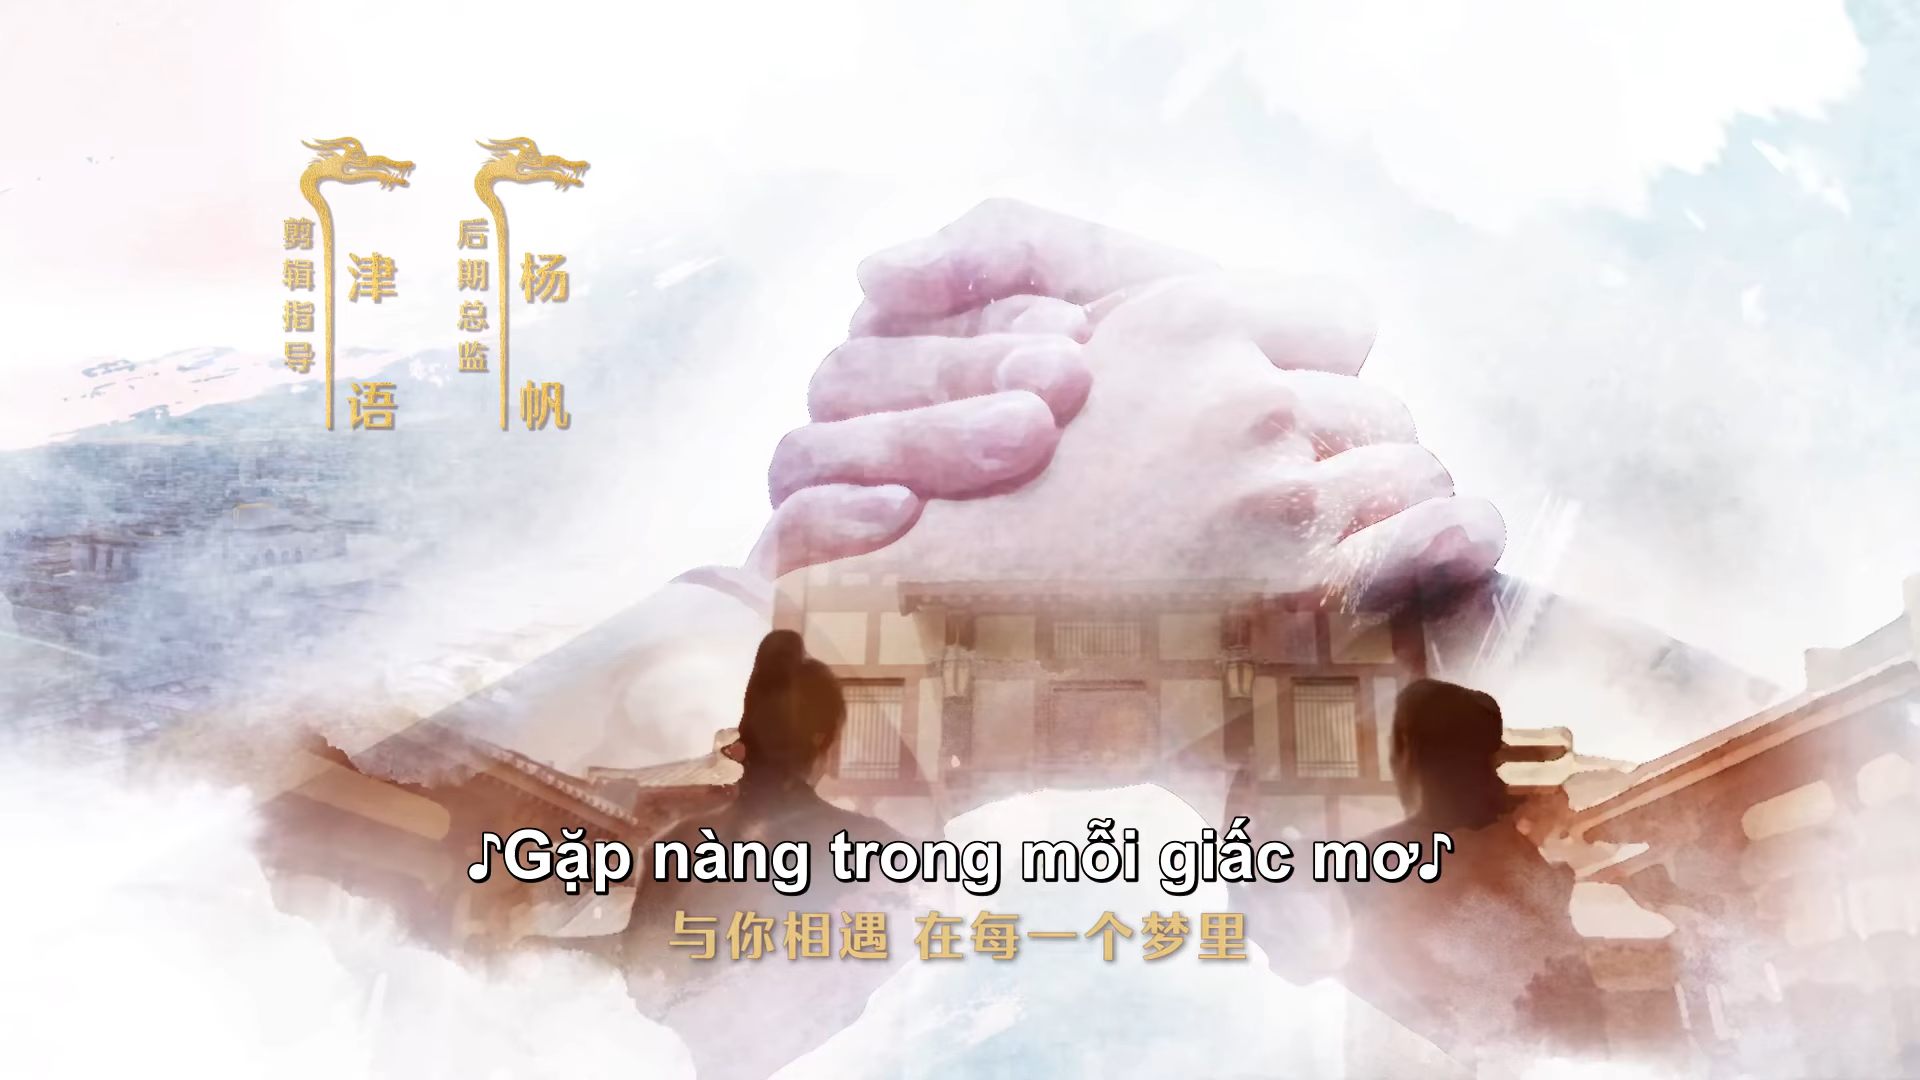 剪辑指导
津语
后期总监
杨帆
♪Gặp nàng trong mỗi giấc mơ♪
与你相遇 在每一个梦里